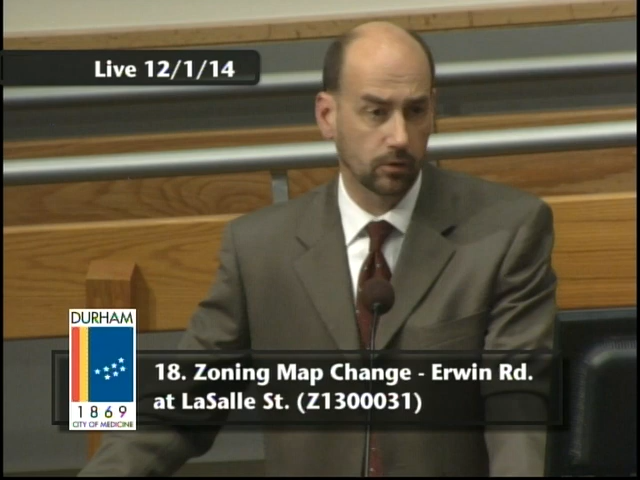 Live 12/1/14
DURHAM
1869
CITY OF MEDICINE
18. Zoning Map Change - Erwin Rd.
at LaSalle St. (Z1300031)